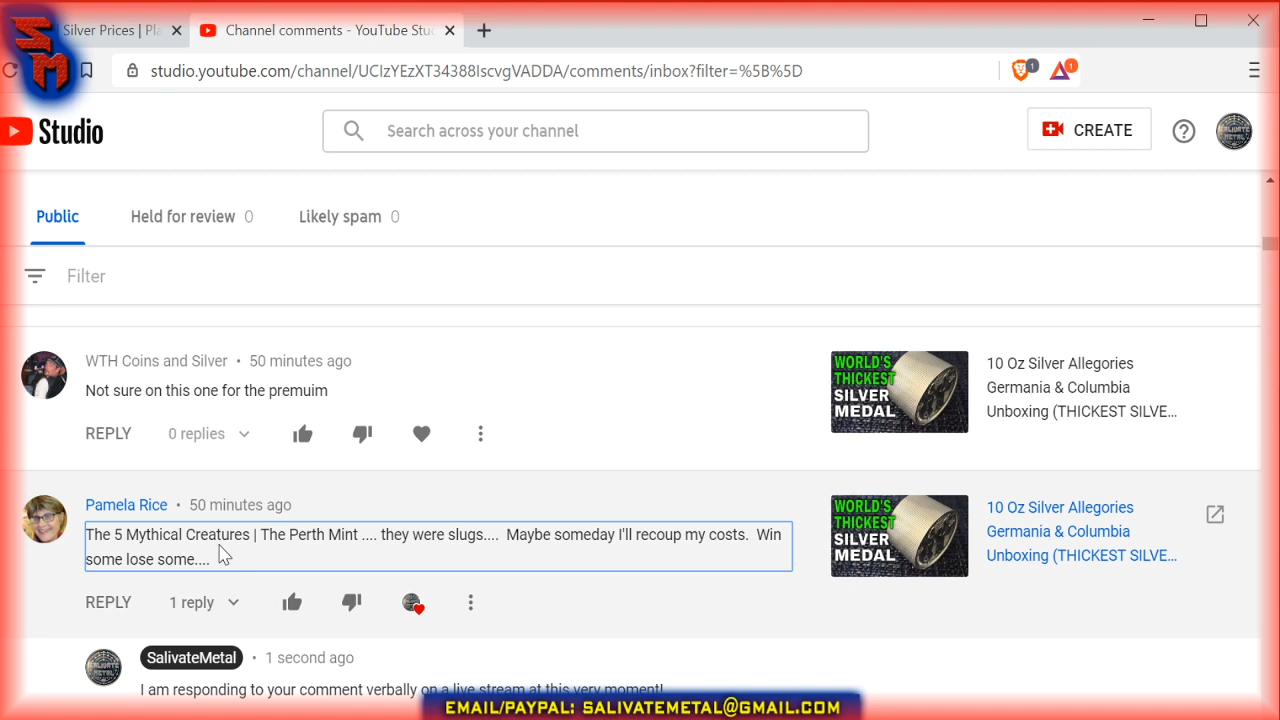 SM
Silver Prices | Pla
Channel comments - YouTube Stu
studio.youtube.com/channel/UCIzYEzXT34388IscvgVADDA/comments/inbox?filter=%5B%5D
1
1
Studio
Search across your channel
CREATE
Public
Held for review 0
Likely spam 0
Filter
WTH Coins and Silver • 50 minutes ago
Not sure on this one for the premuim
REPLY
0 replies
WORLD'S
THICKEST
SILVER
MEDAL
10 Oz Silver Allegories
Germania & Columbia
Unboxing (THICKEST SILVE...
Pamela Rice • 50 minutes ago
The 5 Mythical Creatures | The Perth Mint .... they were slugs.... Maybe someday I'll recoup my costs. Win
some lose some....
REPLY
1 reply
WORLD'S
THICKEST
SILVER
MEDAL
10 Oz Silver Allegories
Germania & Columbia
Unboxing (THICKEST SILVE...
SalivateMetal • 1 second ago
I am responding to your comment verbally on a live stream at this very moment!
EMAIL/PAYPAL: SALIVATEMETAL@GMAIL.COM